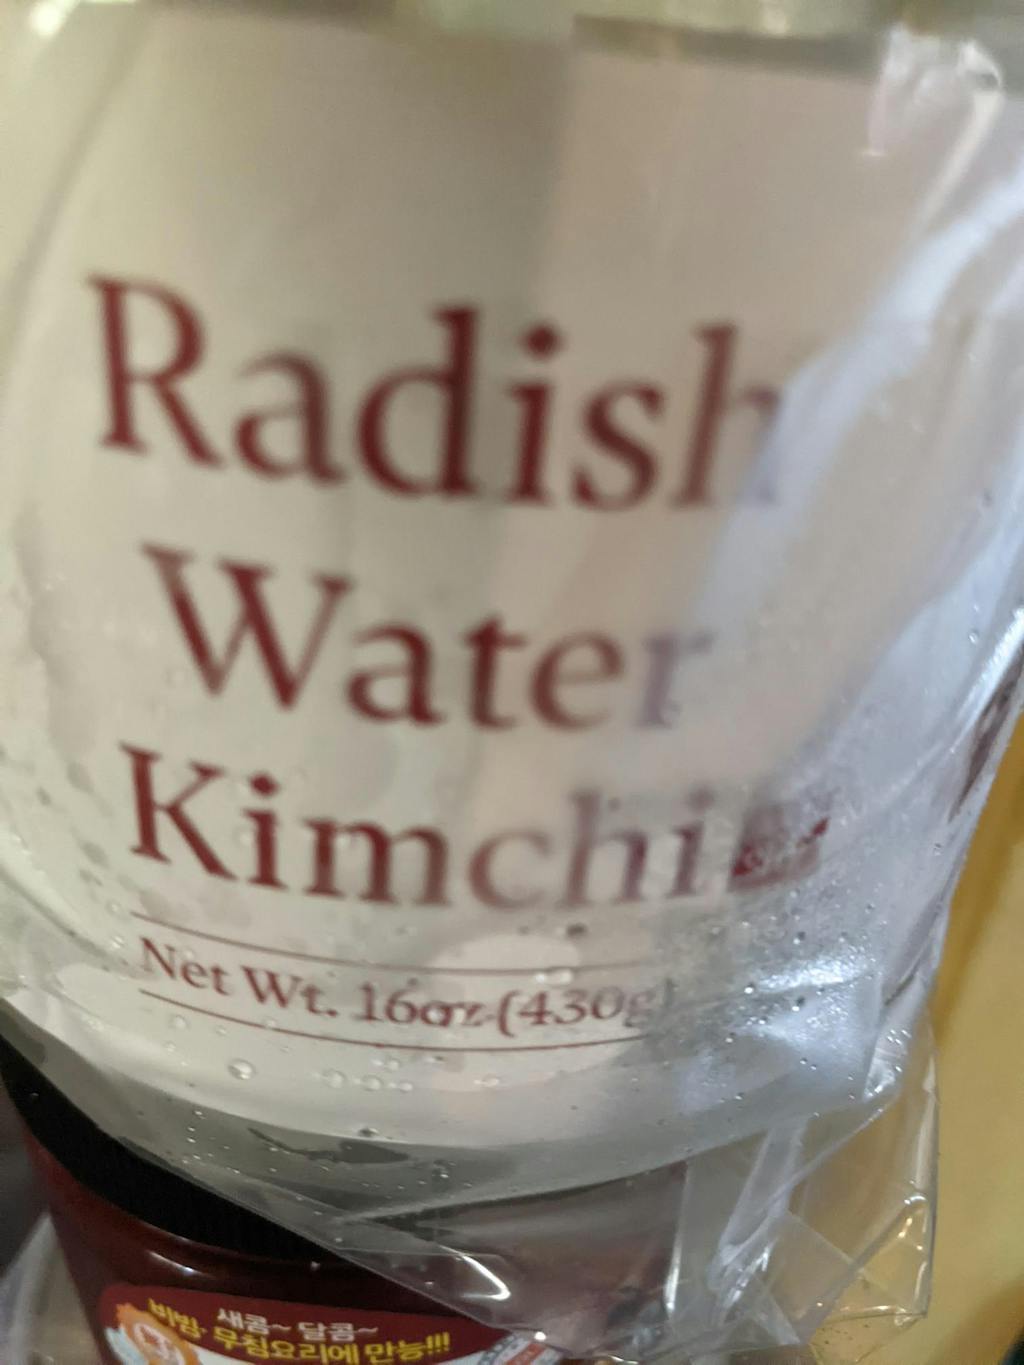 Radish
Water
Kimchi
Net Wt. 16oz (430g)
새콤~ 달콤~
비빔·무침요리에 만능!!!